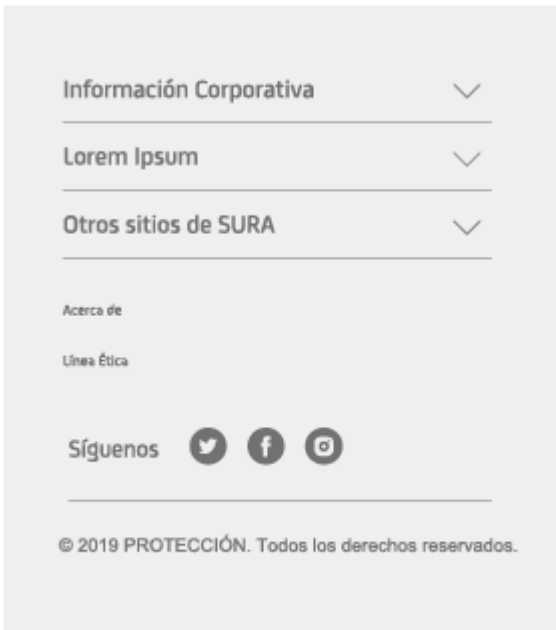 Información Corporativa
Lorem Ipsum
Otros sitios de SURA
Acerca de
Línea Ética
Síguenos
© 2019 PROTECCIÓN. Todos los derechos reservados.